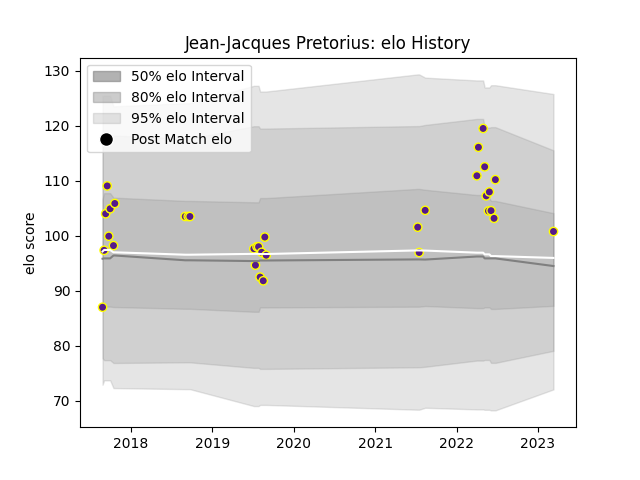 Jean-Jacques Pretorius: elo History
50% elo Interval
80% elo Interval
95% elo Interval
Post Match elo
elo score
130
120
110
100
90
80
70
2018 2019 2020 2021 2022 2023